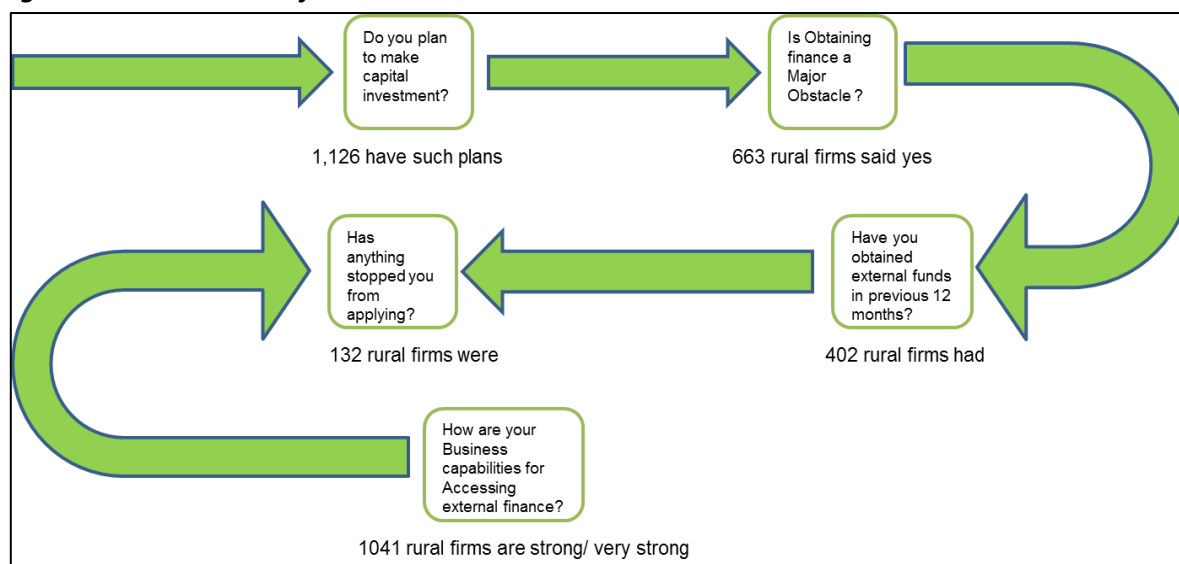 Do you plan
to make
capital
investment?
1,126 have such plans
Is Obtaining
finance a
Major
Obstacle ?
663 rural firms said yes
Have you
obtained
external funds
in previous 12
months?
402 rural firms had
Has
anything
stopped you
from
applying?
132 rural firms were
How are your
Business
capabilities for
Accessing
external finance?
1041 rural firms are strong/ very strong